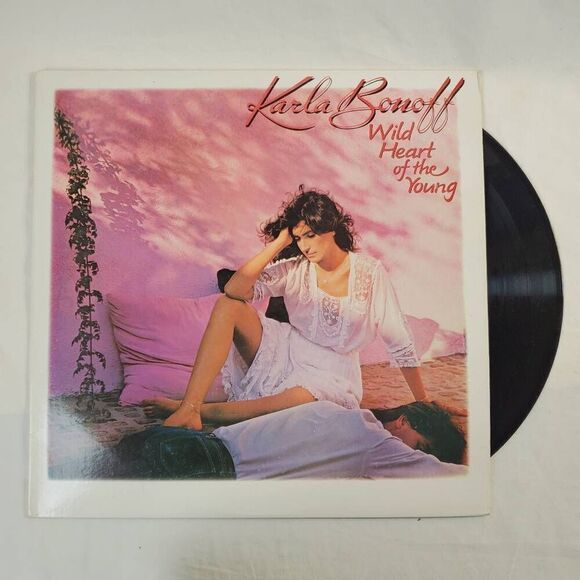 Karla Bonoff
Wild
Heart
of the
Young